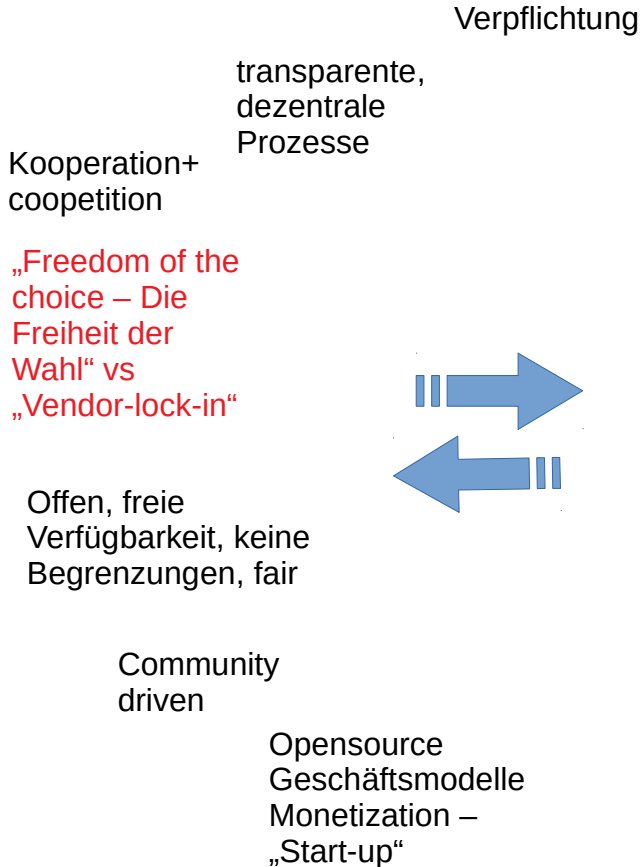 Verpflichtung
transparente,
dezentrale
Prozesse
Kooperation+
coopetition
„Freedom of the
choice – Die
Freiheit der
Wahl“ vs
„Vendor-lock-in“
Offen, freie
Verfügbarkeit, keine
Begrenzungen, fair
Community
driven
Opensource
Geschäftsmodelle
Monetization –
„Start-up“